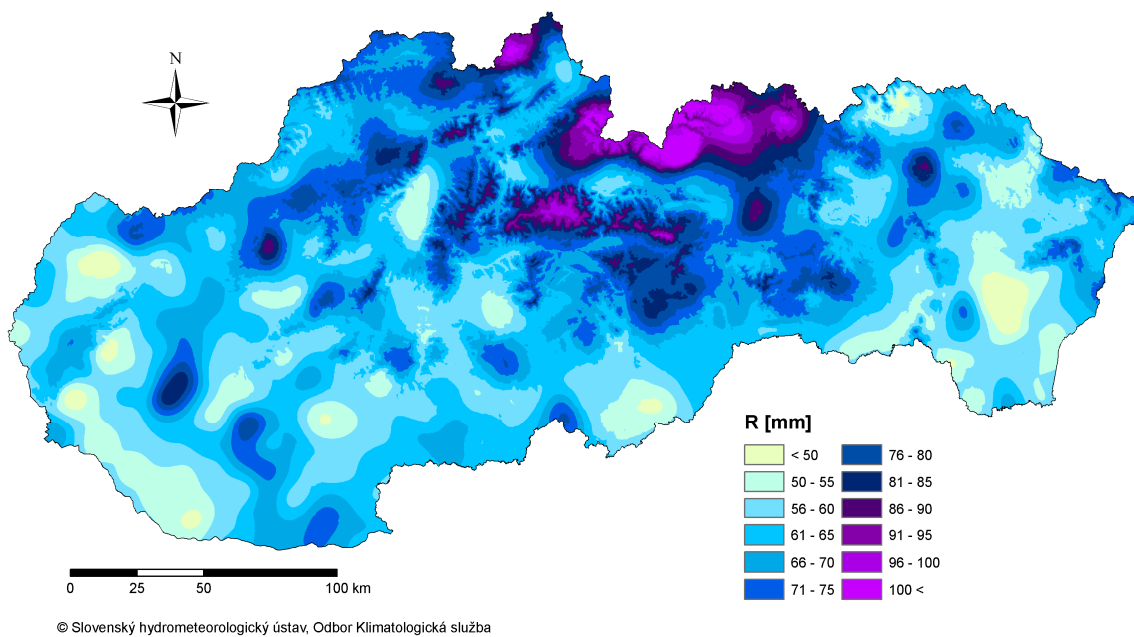 N
R [mm]
< 50
50 - 55
56 - 60
61 - 65
66 - 70
71 - 75
76 - 80
81 - 85
86 - 90
91 - 95
96 - 100
100 <
0 25 50 100 km
© Slovenský hydrometeorologický ústav, Odbor Klimatologická služba